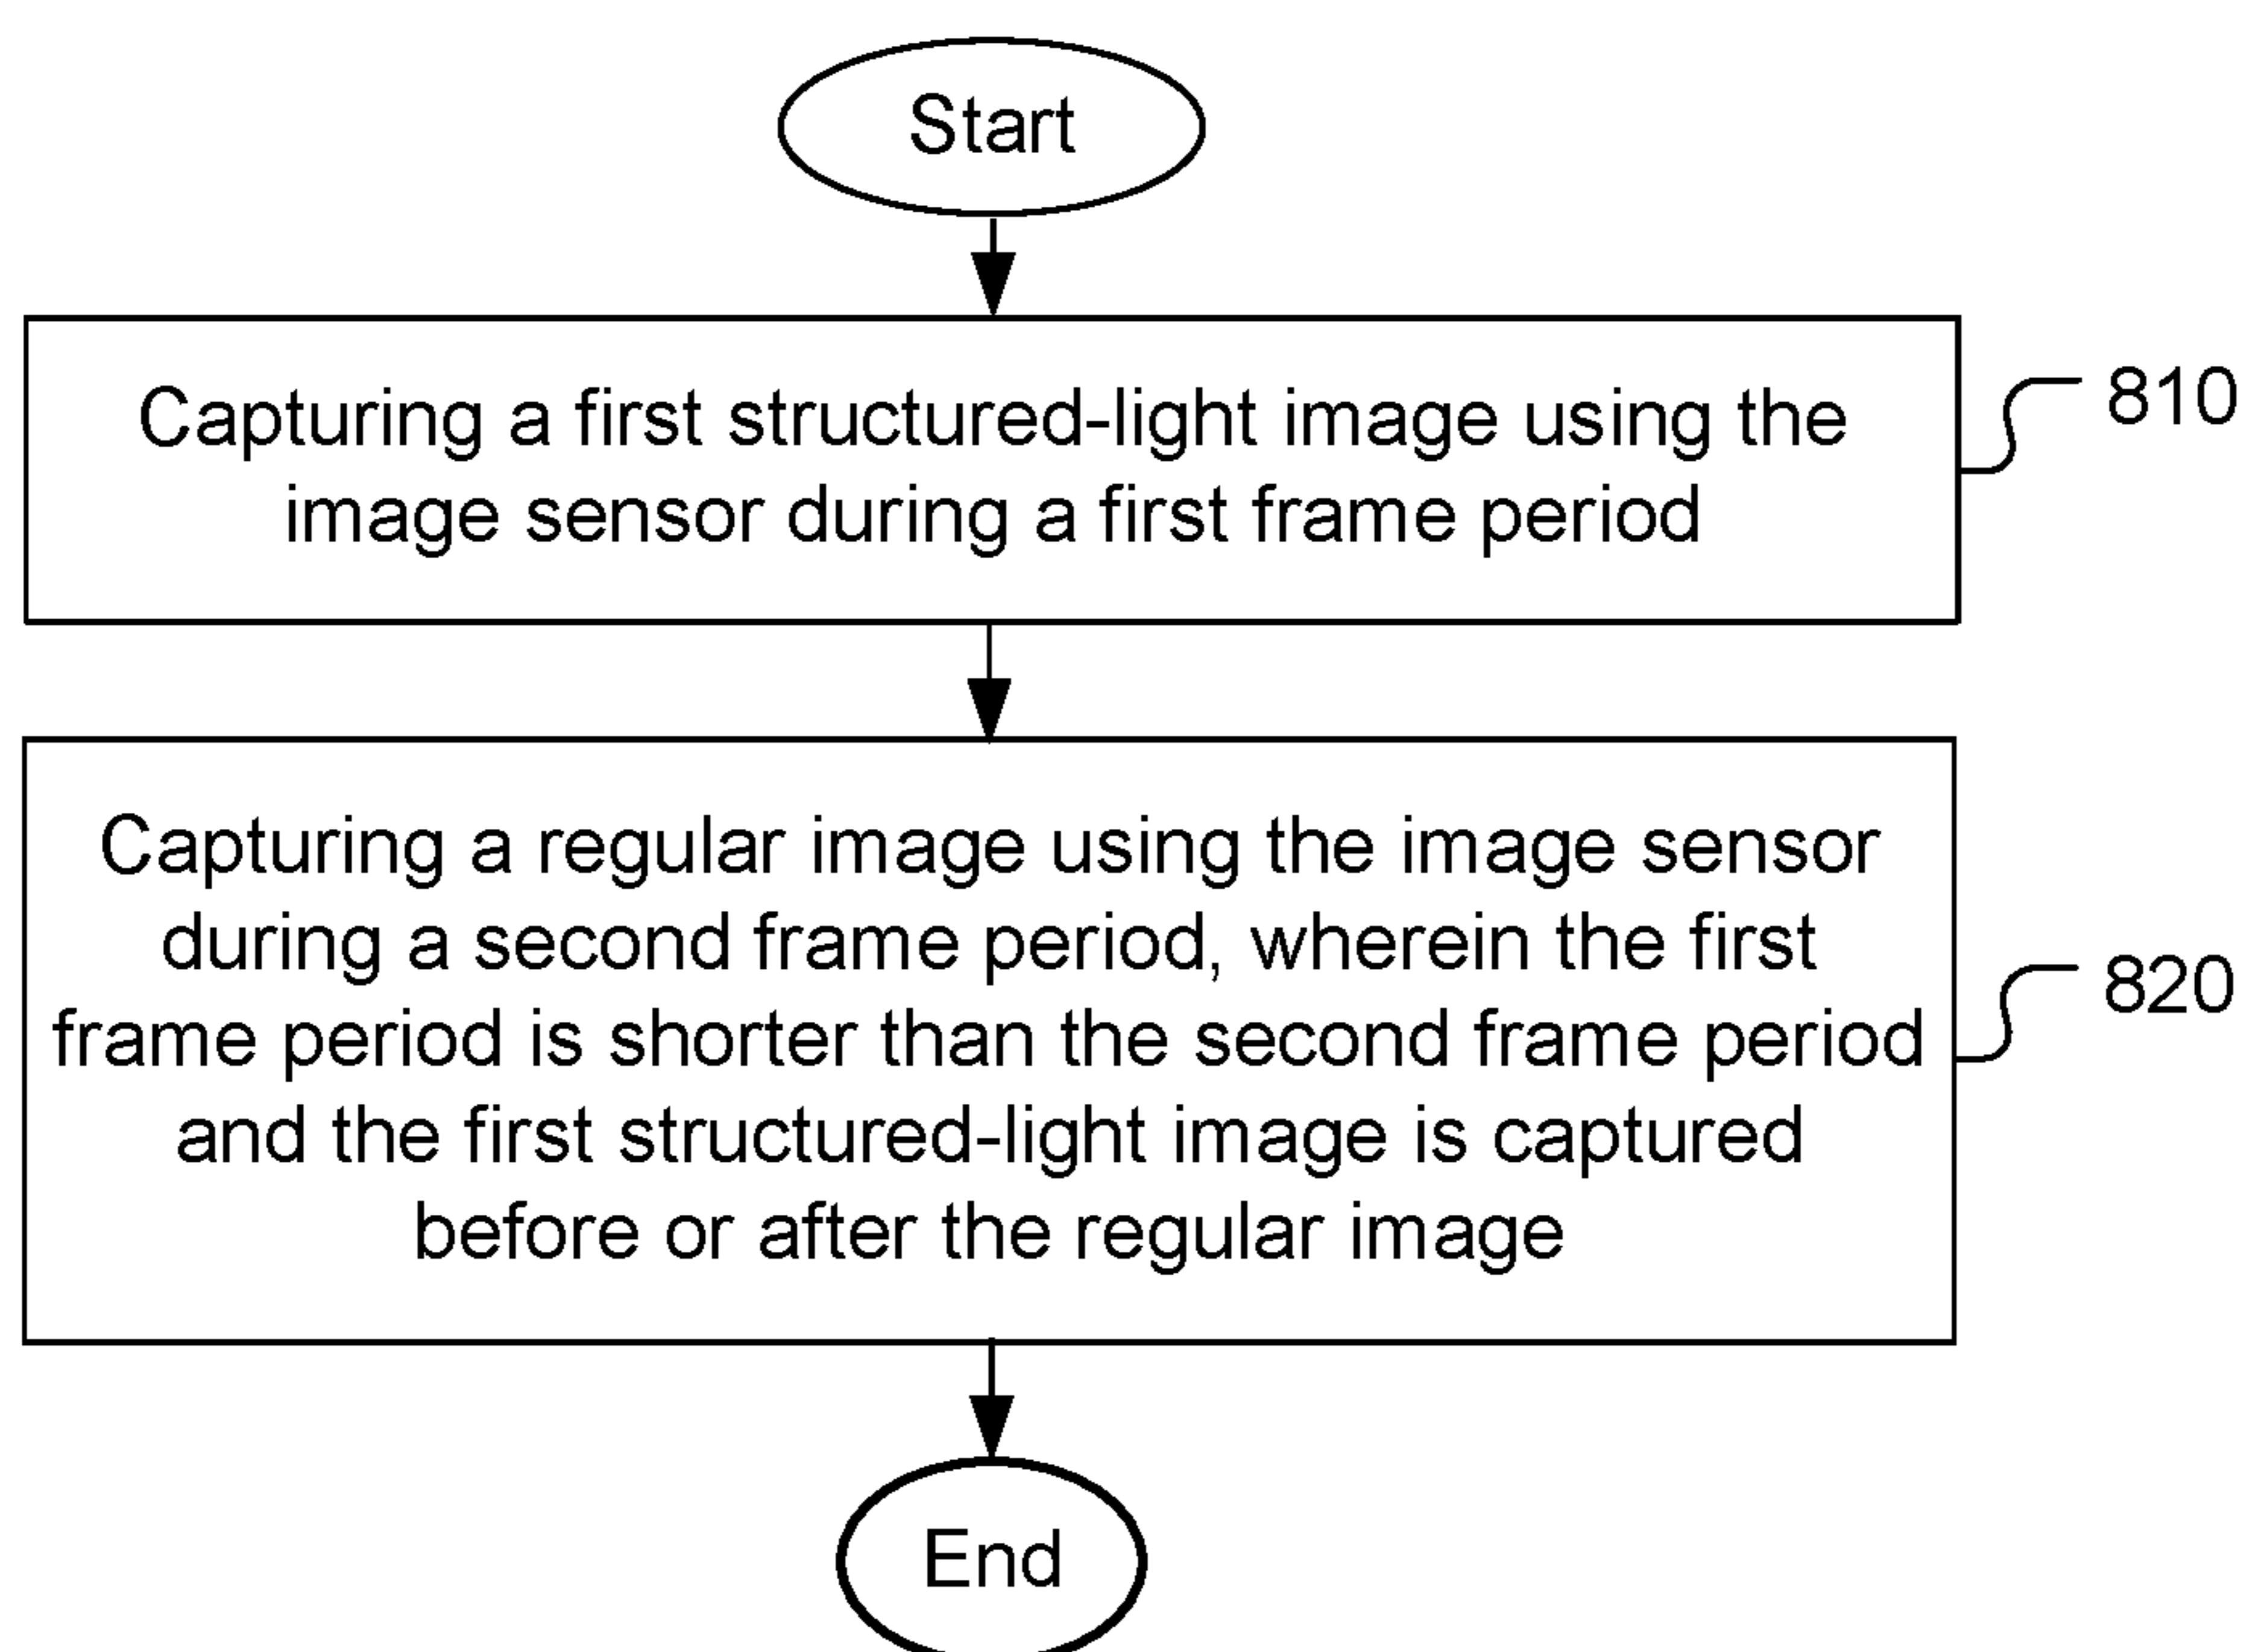 Start
Capturing a first structured-light image using the
image sensor during a first frame period
810
Capturing a regular image using the image sensor
during a second frame period, wherein the first
frame period is shorter than the second frame period
and the first structured-light image is captured
before or after the regular image
820
End